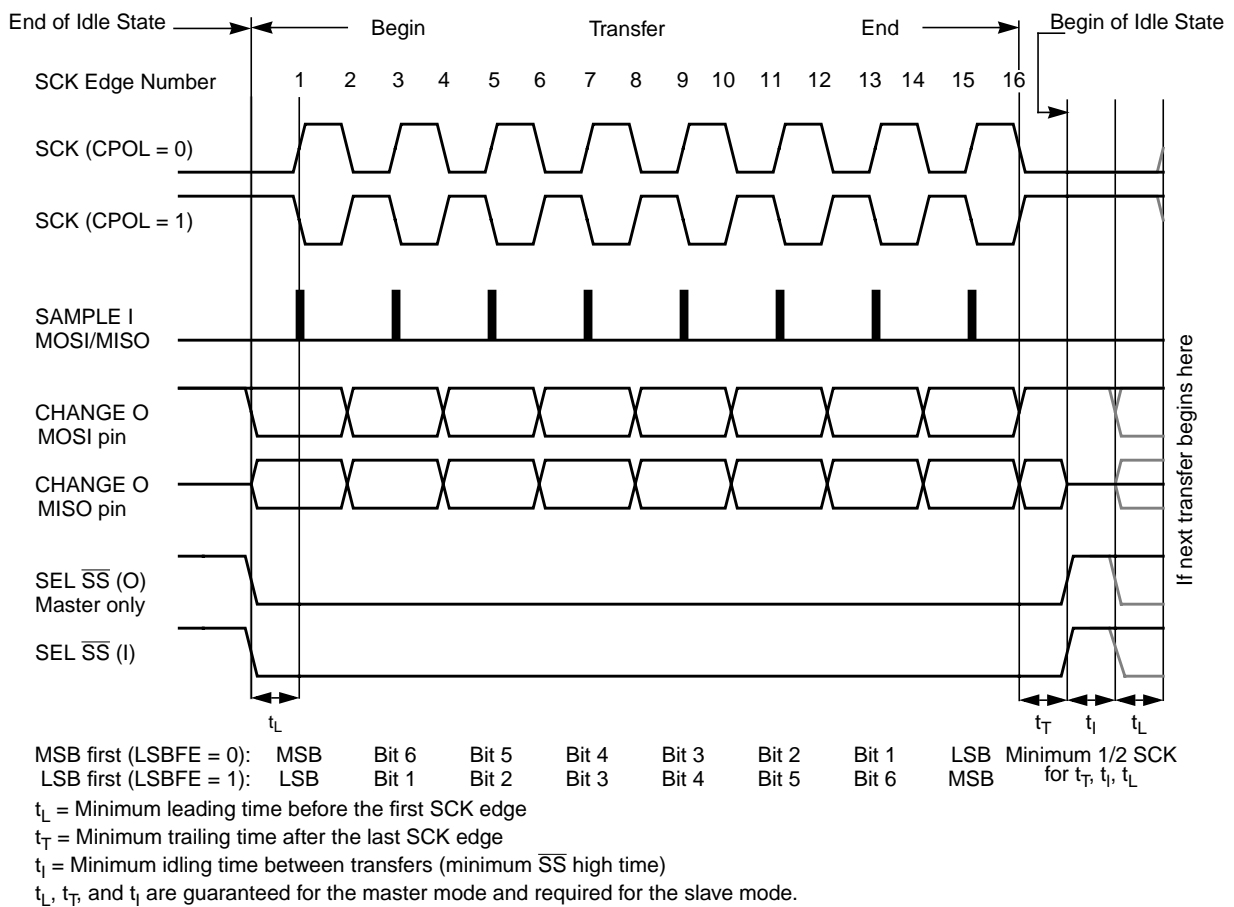 End of Idle State
Begin
Transfer
End
Begin of Idle State
SCK Edge Number
1 2 3 4 5 6 7 8 9 10 11 12 13 14 15 16
SCK (CPOL = 0)
SCK (CPOL = 1)
SAMPLE I
MOSI/MISO
CHANGE O
MOSI pin
CHANGE O
MISO pin
SEL S̅S̅ (O)
Master only
SEL S̅S̅ (I)
If next transfer begins here
tL
tT tI tL
MSB first (LSBFE = 0): MSB Bit 6 Bit 5 Bit 4 Bit 3 Bit 2 Bit 1 LSB
LSB first (LSBFE = 1): LSB Bit 1 Bit 2 Bit 3 Bit 4 Bit 5 Bit 6 MSB
Minimum 1/2 SCK
for tT, tI, tL
tL = Minimum leading time before the first SCK edge
tT = Minimum trailing time after the last SCK edge
tI = Minimum idling time between transfers (minimum S̅S̅ high time)
tL, tT, and tI are guaranteed for the master mode and required for the slave mode.